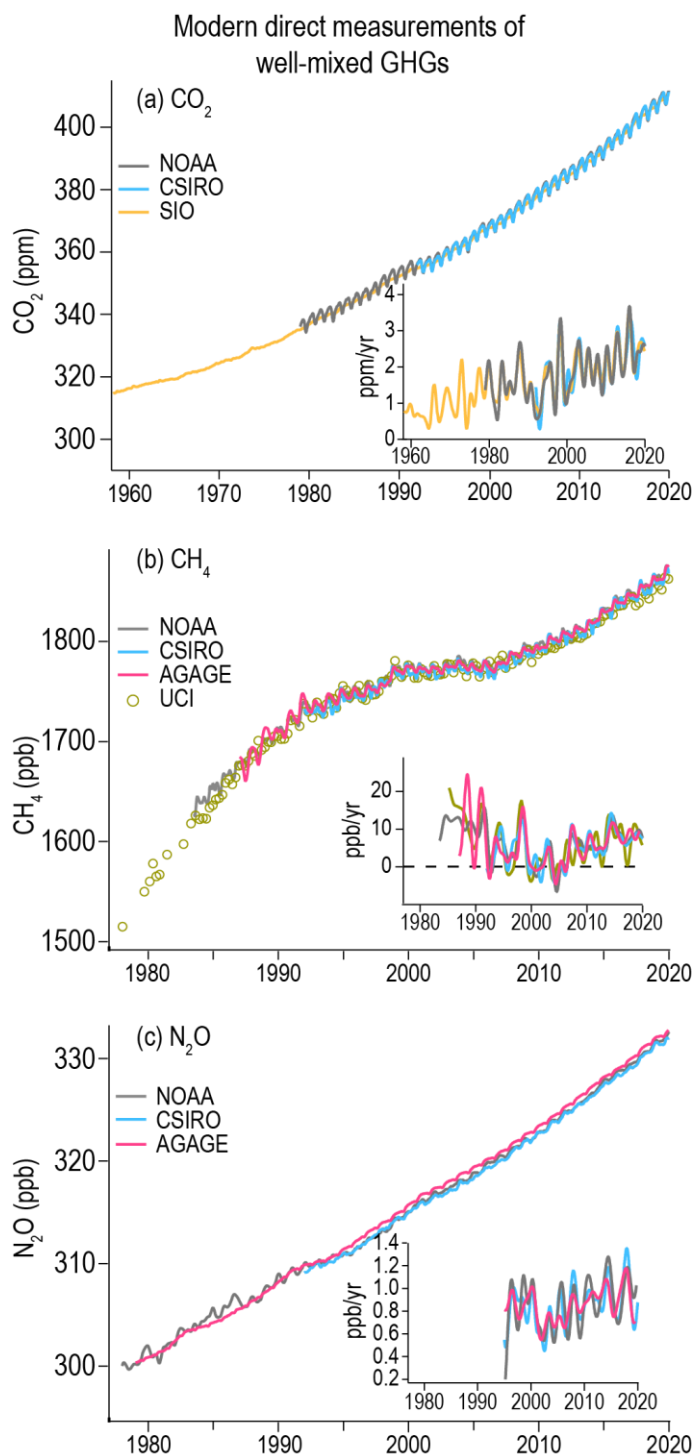 Modern direct measurements of
well-mixed GHGs
(a) CO₂
400
NOAA
CSIRO
SIO
380
360
340
320
300
CO₂ (ppm)
4
3
2
1
0
ppm/yr
1960 1980 2000 2020
1960 1970 1980 1990 2000 2010 2020
(b) CH₄
1800
NOAA
CSIRO
AGAGE
UCI
1700
1600
1500
CH₄ (ppb)
20
10
0
ppb/yr
1980 1990 2000 2010 2020
1980 1990 2000 2010 2020
(c) N₂O
330
NOAA
CSIRO
AGAGE
320
310
300
N₂O (ppb)
1.4
1.2
1.0
0.8
0.6
0.4
0.2
ppb/yr
1980 1990 2000 2010 2020
1980 1990 2000 2010 2020